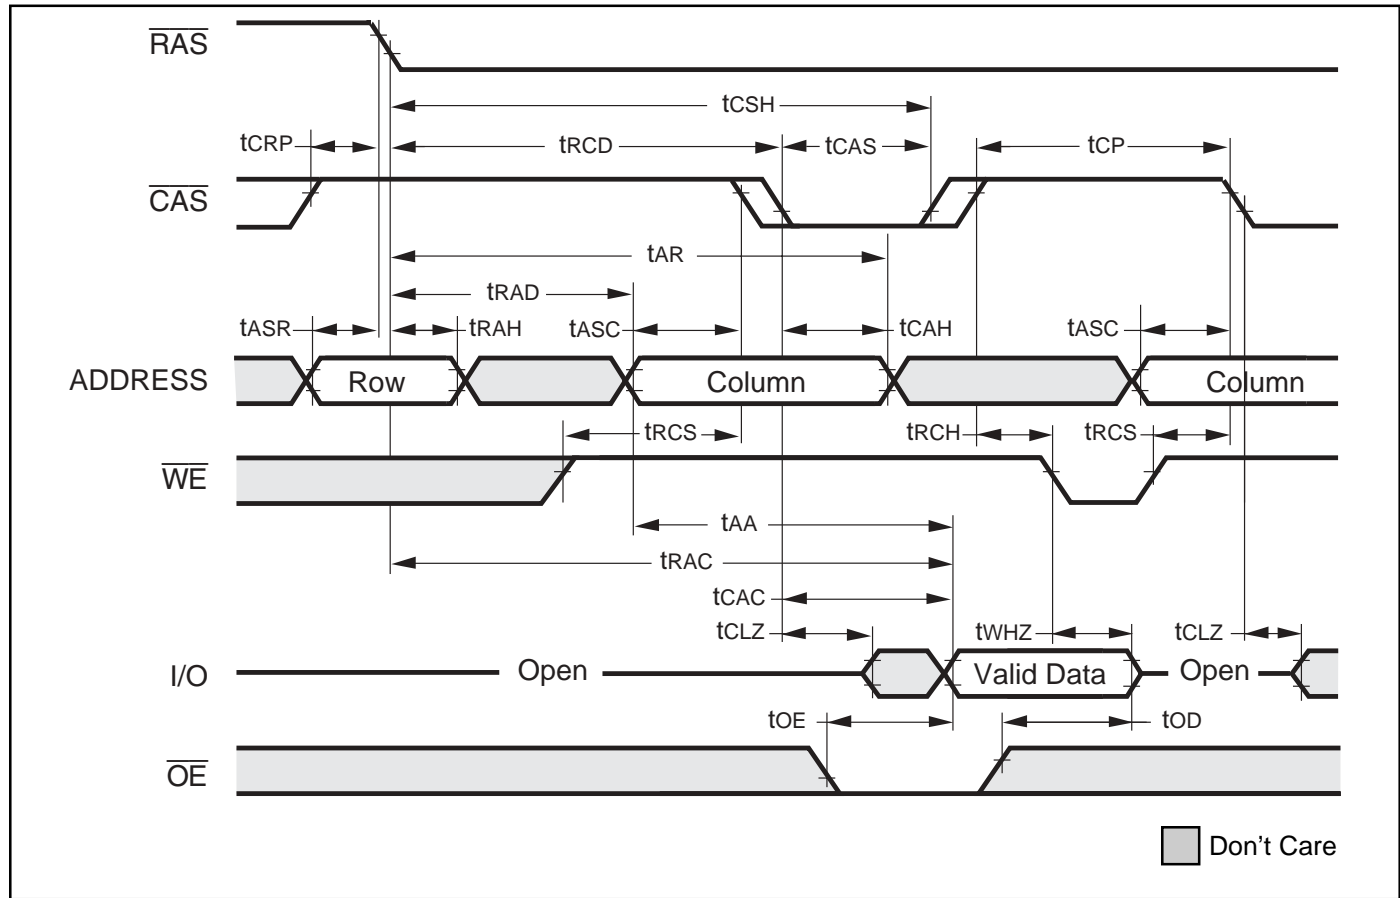 RAS
tCSH
tCRP
tRCD
tCAS
tCP
CAS
tAR
tRAD
tASR
tRAH
tASC
tCAH
tASC
ADDRESS
Row
Column
Column
tRCS
tRCH
tRCS
WE
tAA
tRAC
tCAC
tCLZ
tWHZ
tCLZ
I/O
Open
Valid Data
Open
tOE
tOD
OE
Don't Care